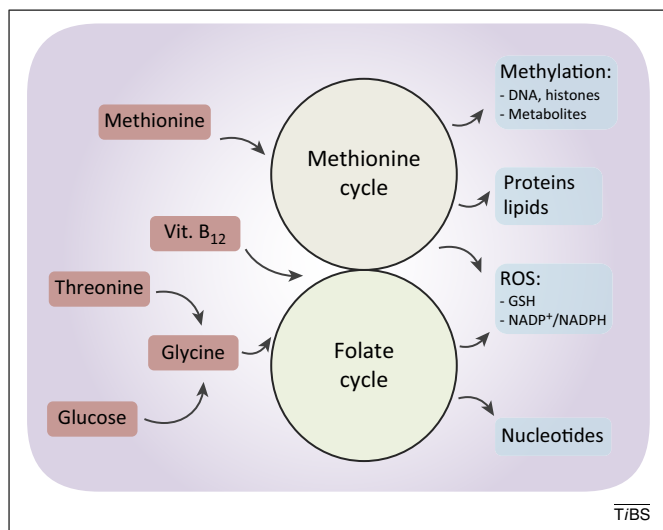 Methionine
Vit. B₁₂
Threonine
Glycine
Glucose
Methionine
cycle
Folate
cycle
Methylation:
- DNA, histones
- Metabolites
Proteins
lipids
ROS:
- GSH
- NADP⁺/NADPH
Nucleotides
TiBS